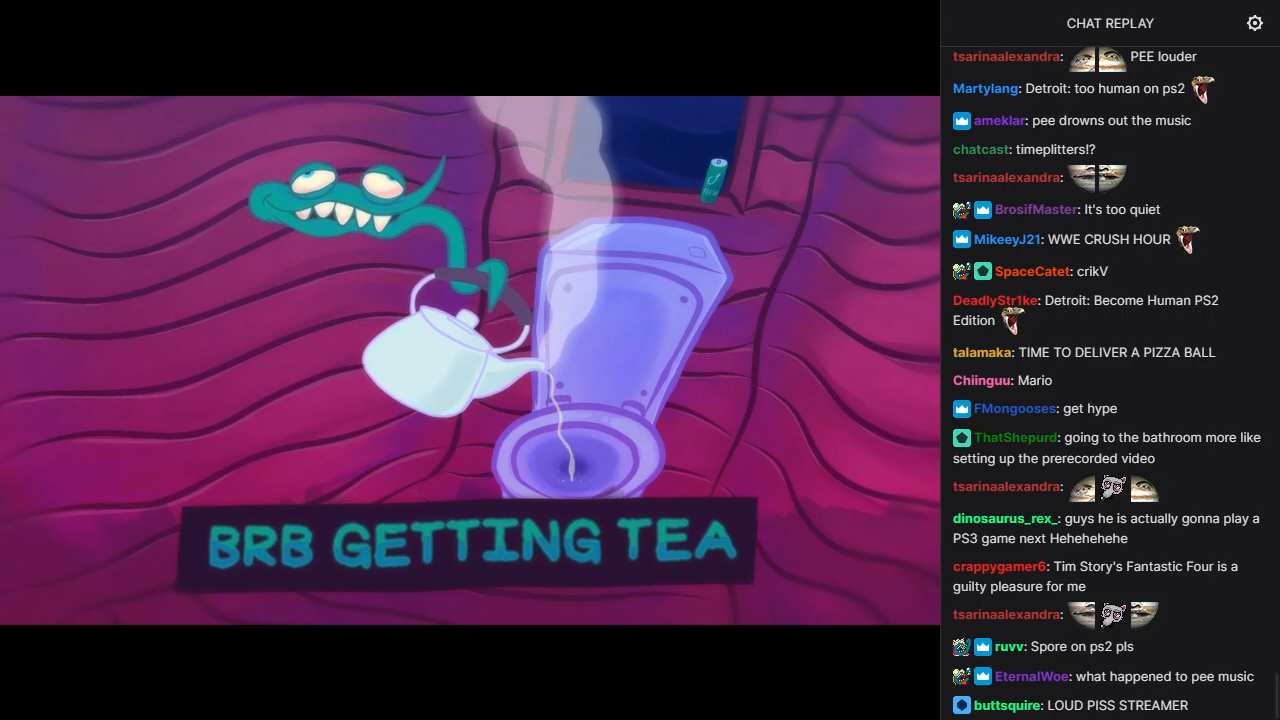 CHAT REPLAY
tsarinaalexandra: PEE louder
Martylang: Detroit: too human on ps2
ameklar: pee drowns out the music
chatcast: timeplitters!?
tsarinaalexandra:
BrosifMaster: It's too quiet
MikeeyJ21: WWE CRUSH HOUR
SpaceCatet: crikV
DeadlyStr1ke: Detroit: Become Human PS2
Edition
talamaka: TIME TO DELIVER A PIZZA BALL
Chiinguu: Mario
FMongooses: get hype
ThatShepurd: going to the bathroom more like
setting up the prerecorded video
tsarinaalexandra:
dinosaurus_rex_: guys he is actually gonna play a
PS3 game next Hehehehehe
crappygamer6: Tim Story's Fantastic Four is a
guilty pleasure for me
tsarinaalexandra:
ruvv: Spore on ps2 pls
EternalWoe: what happened to pee music
buttsquire: LOUD PISS STREAMER
BRB GETTING TEA